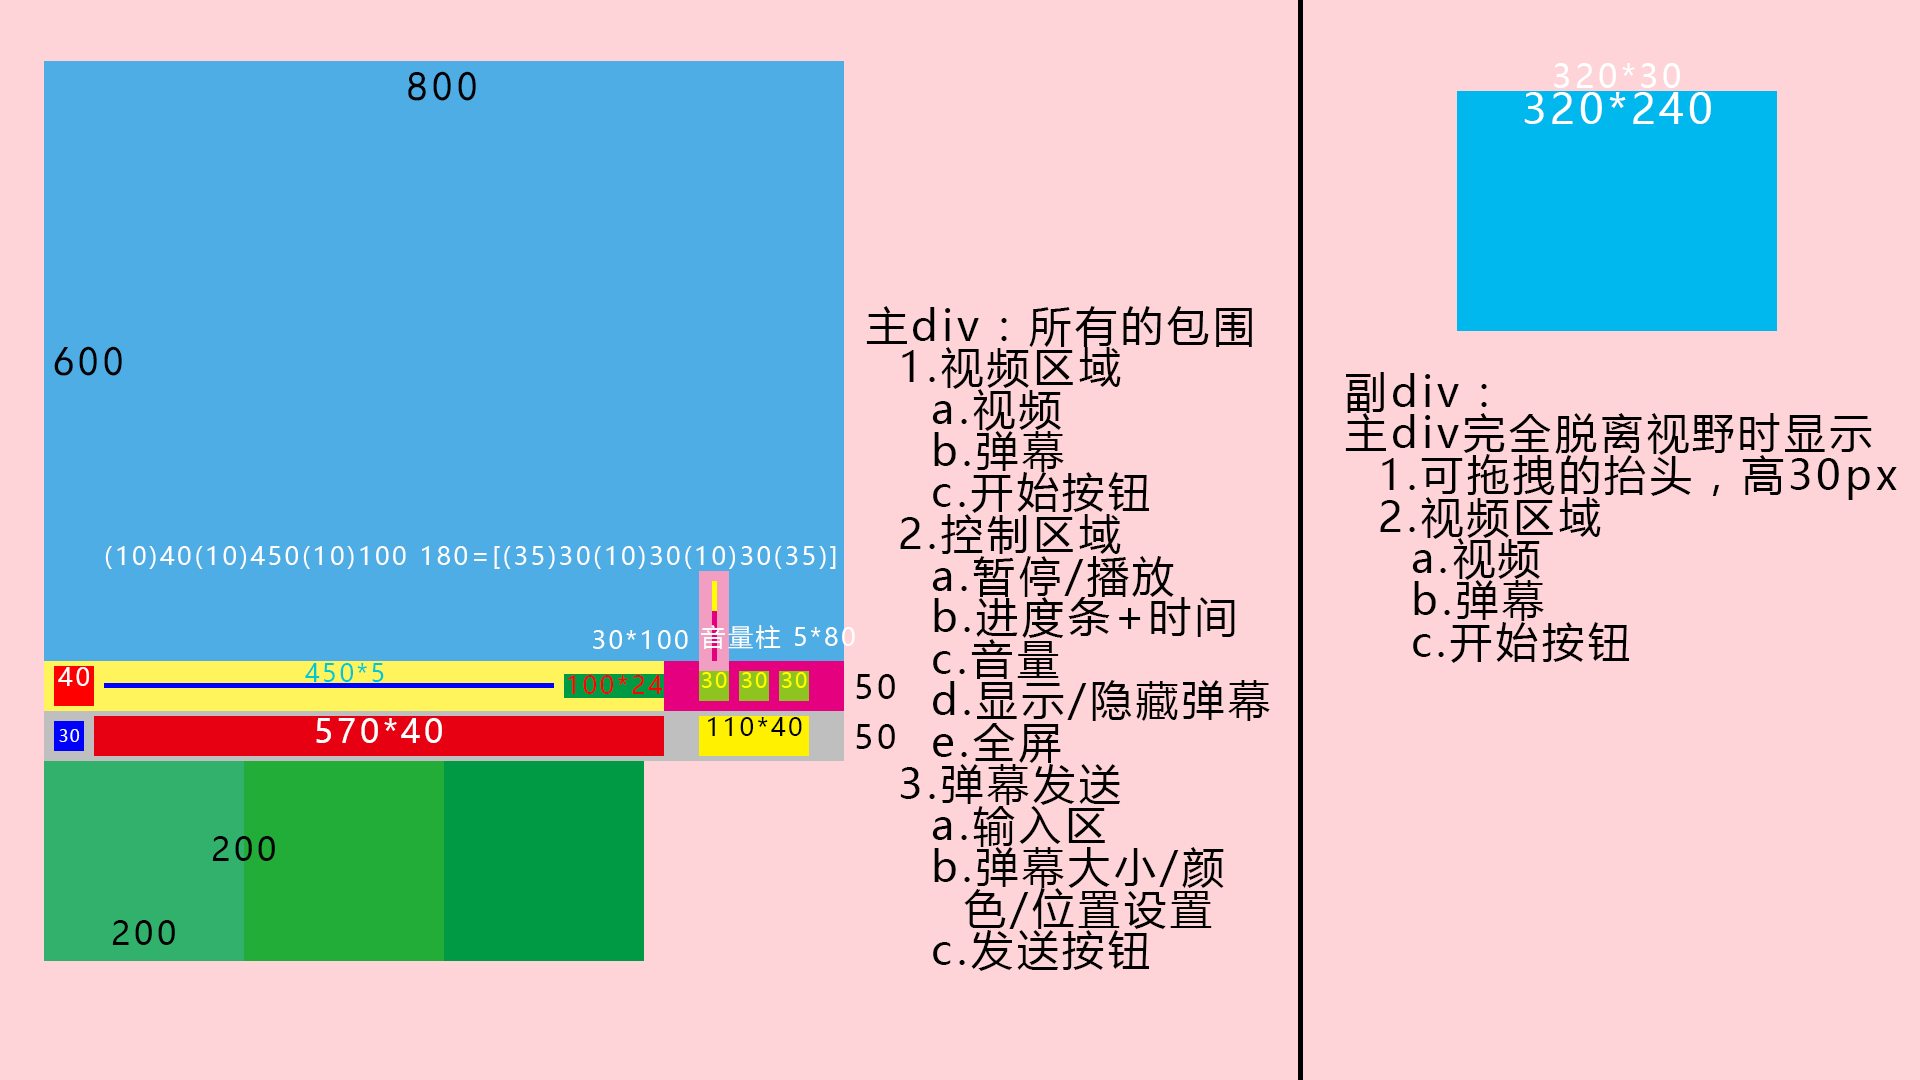 800
600
(10)40(10)450(10)100 180=[(35)30(10)30(10)30(35)]
30*100 音量柱 5*80
40
450*5
100*24
30
30
30
50
30
570*40
110*40
50
200
200
主div：所有的包围
1.视频区域
a.视频
b.弹幕
c.开始按钮
2.控制区域
a.暂停/播放
b.进度条+时间
c.音量
d.显示/隐藏弹幕
e.全屏
3.弹幕发送
a.输入区
b.弹幕大小/颜
色/位置设置
c.发送按钮
320*30
320*240
副div：
主div完全脱离视野时显示
1.可拖拽的抬头，高30px
2.视频区域
a.视频
b.弹幕
c.开始按钮